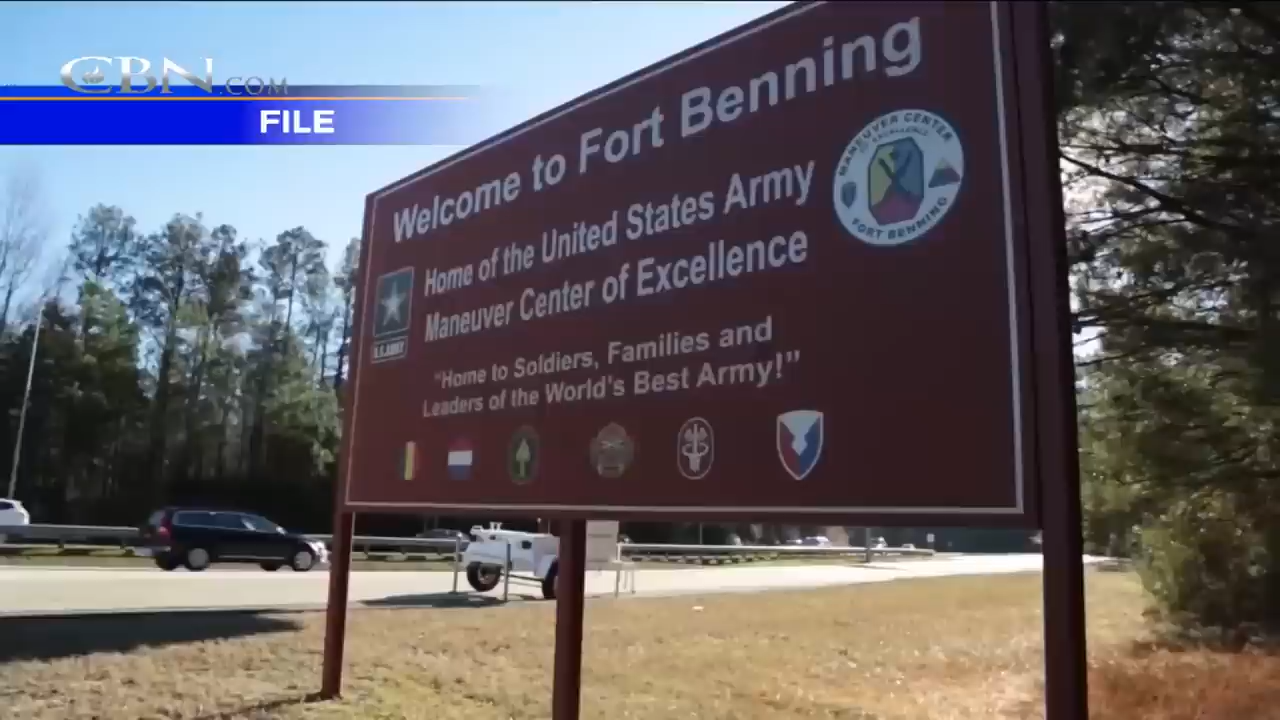 CBN.COM
FILE
Welcome to Fort Benning
Home of the United States Army
Maneuver Center of Excellence
"Home to Soldiers, Families and
Leaders of the World's Best Army!"
U.S. ARMY
MANEUVER CENTER
EXCELLENCE
FORT BENNING